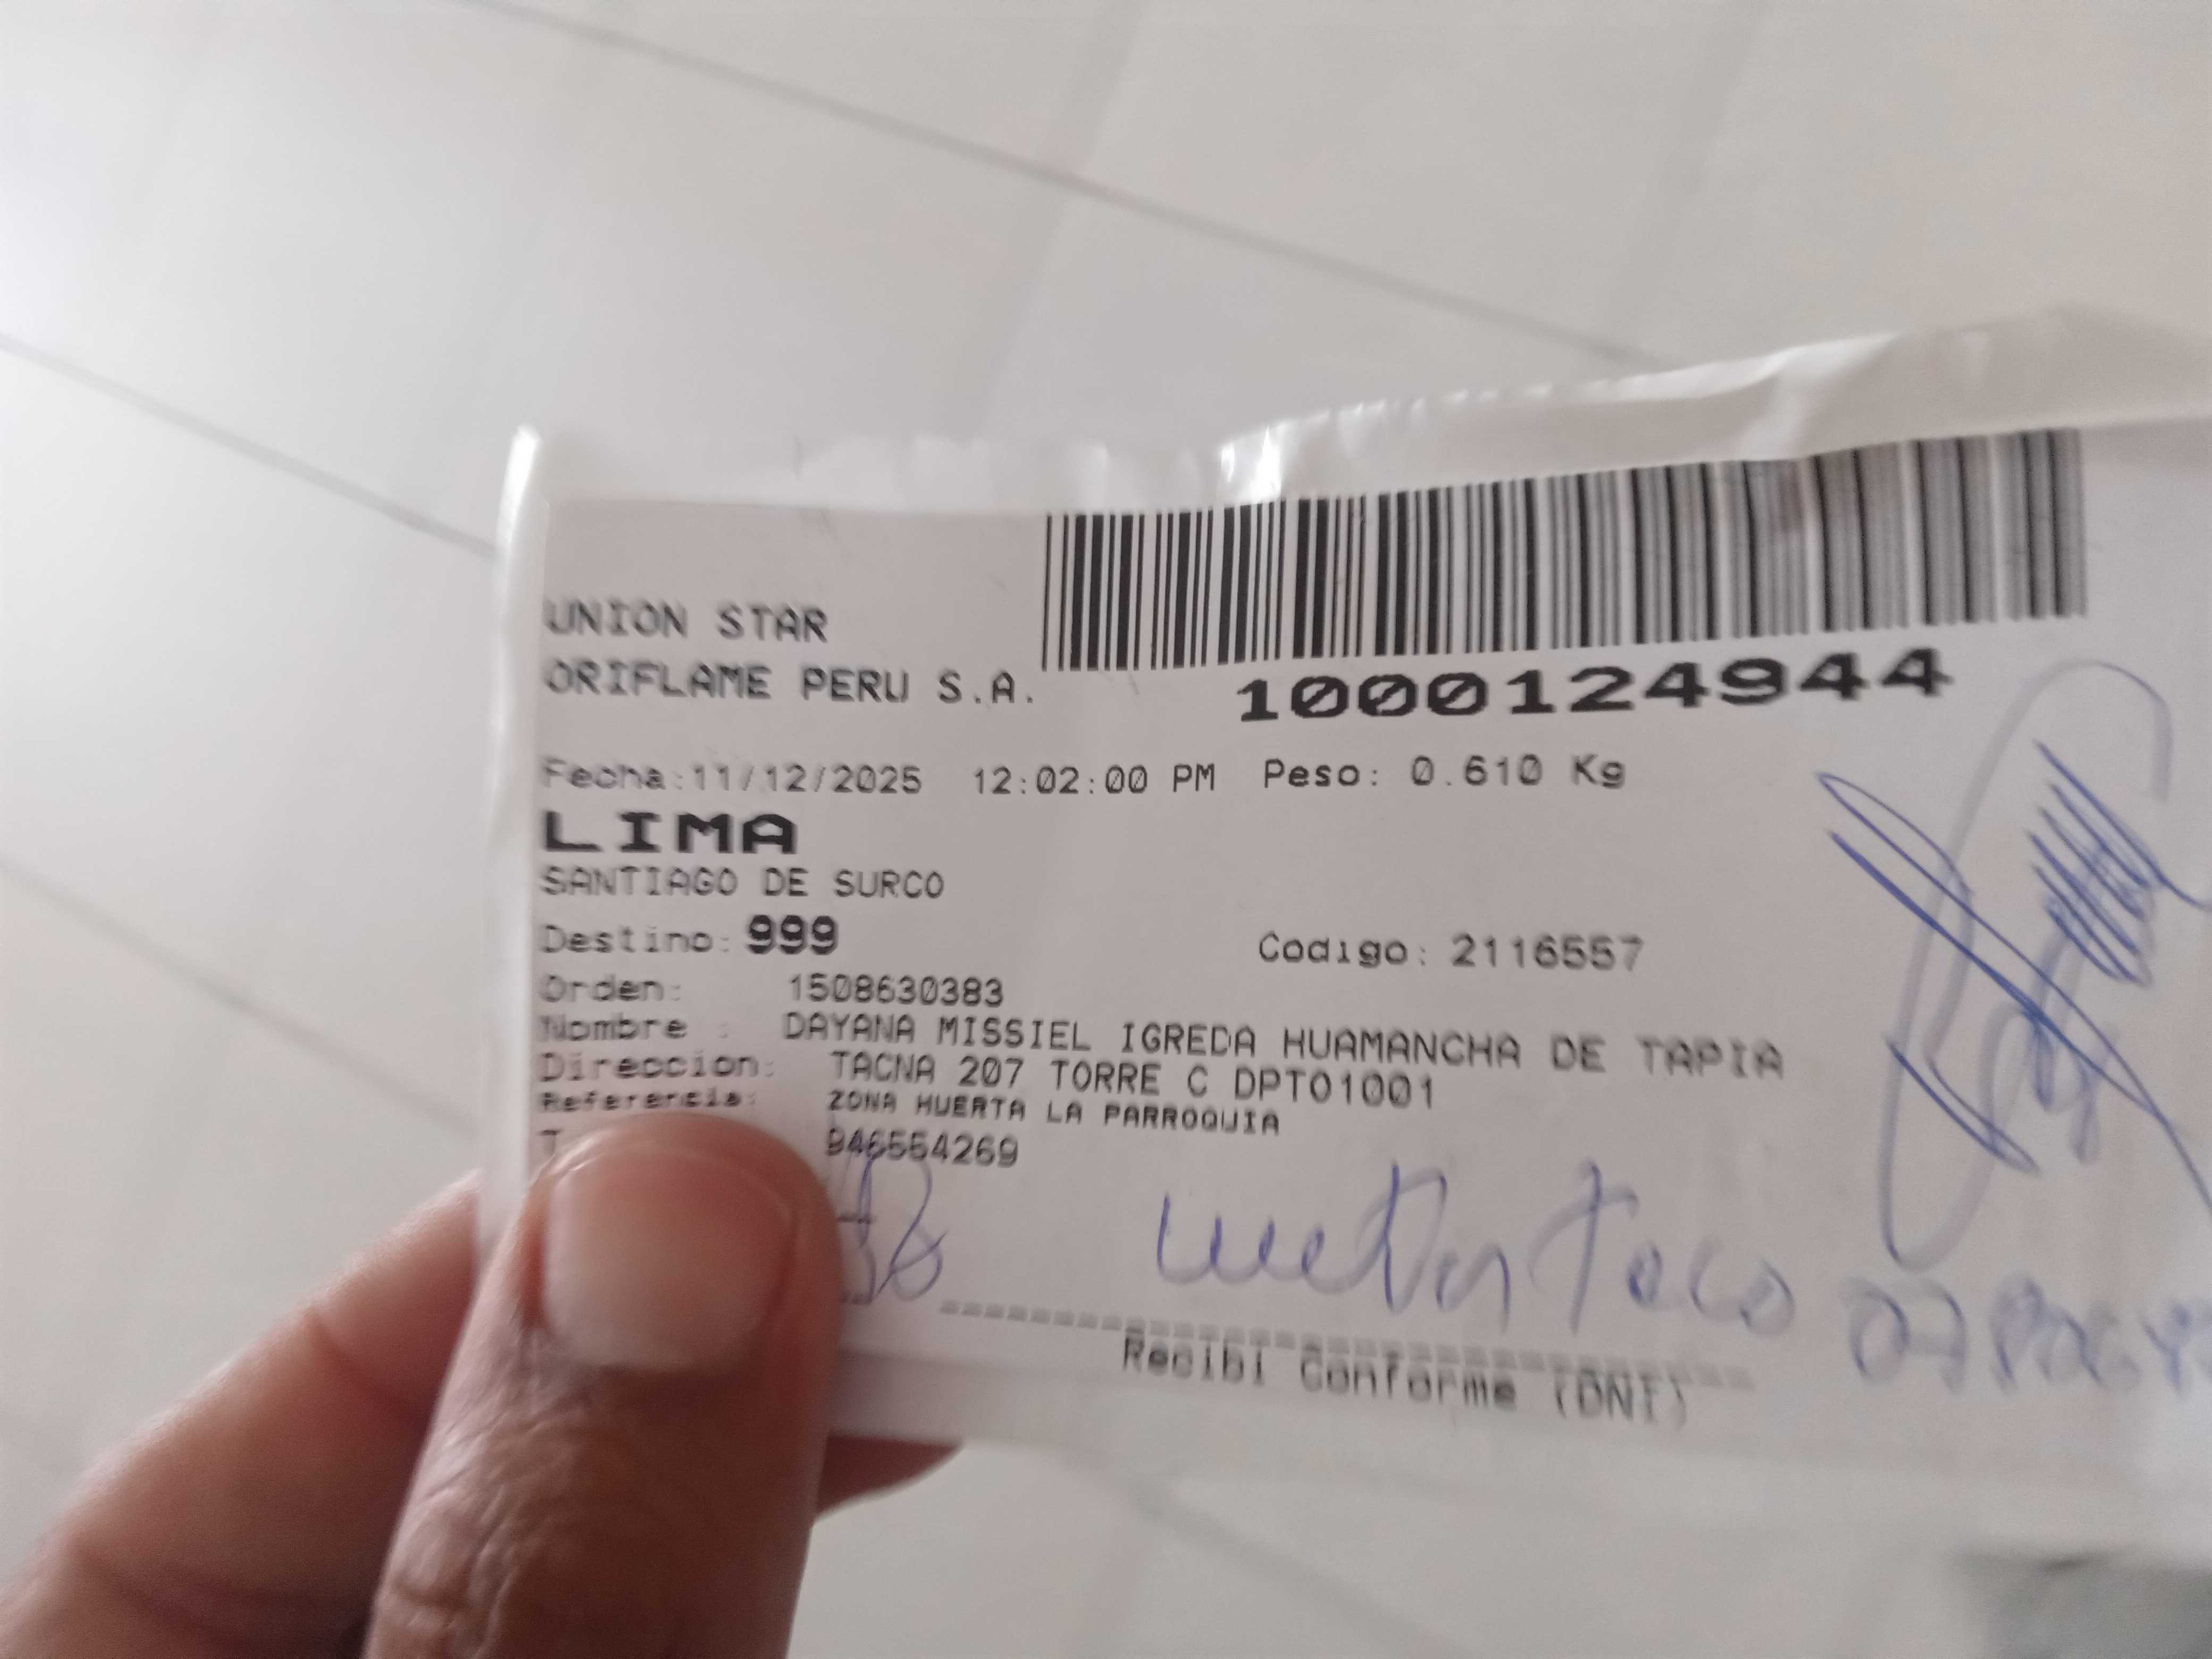 UNION STAR
ORIFLAME PERU S.A.
1000124944
Fecha:11/12/2025 12:02:00 PM Peso: 0.610 Kg
LIMA
SANTIAGO DE SURCO
Destino: 999 Codigo: 2116557
Orden: 1508630383
Nombre : DAYANA MISSIEL IGREDA HUAMANCHA DE TAPIA
Direccion: TACNA 207 TORRE C DPTO1001
Referencia: ZONA HUERTA LA PARROQUIA
946554269
Recibi Conforme (DNI)